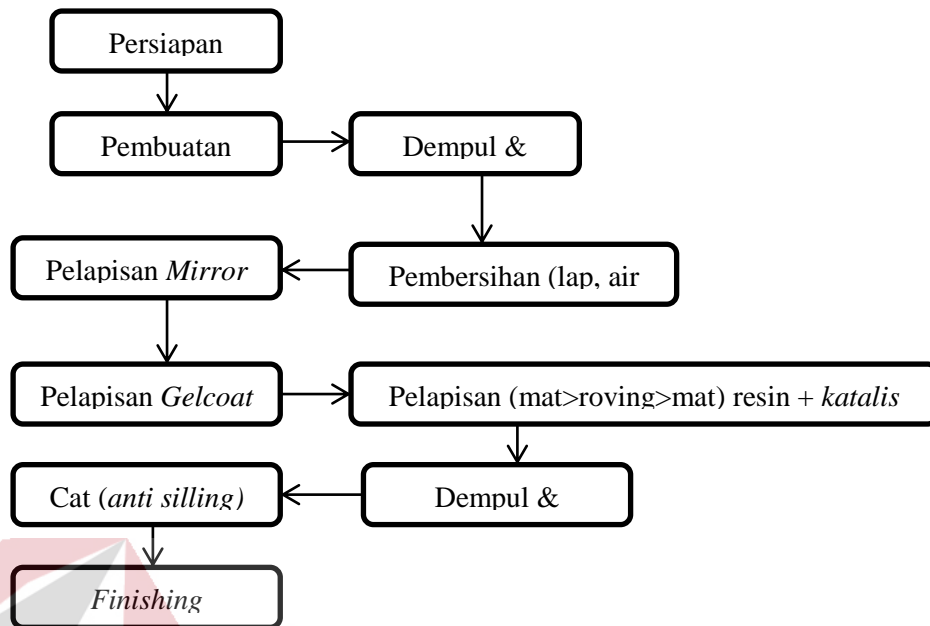 Persiapan
Pembuatan
Dempul &
Pembersihan (lap, air
Pelapisan Mirror
Pelapisan Gelcoat
Pelapisan (mat>roving>mat) resin + katalis
Dempul &
Cat (anti silling)
Finishing